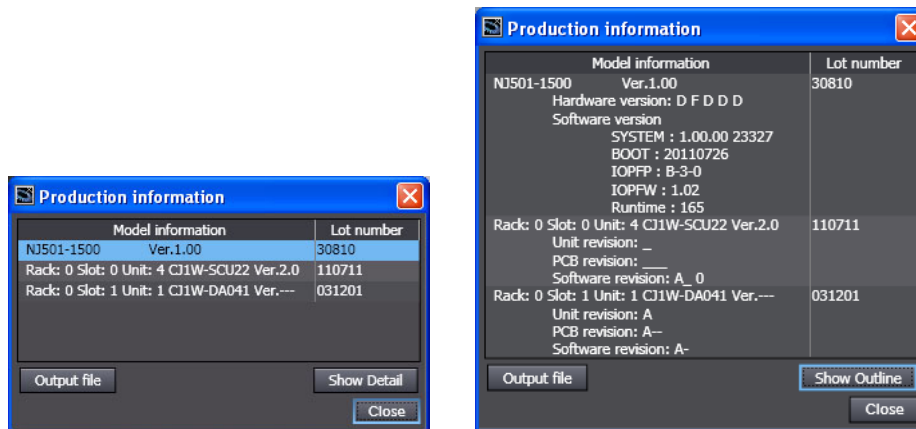 Production information
Model information Lot number
NJ501-1500 Ver.1.00 30810
Rack: 0 Slot: 0 Unit: 4 CJ1W-SCU22 Ver.2.0 110711
Rack: 0 Slot: 1 Unit: 1 CJ1W-DA041 Ver.--- 031201
Output file Show Detail
Close
Production information
Model information Lot number
NJ501-1500 Ver.1.00 30810
Hardware version: D F D D D
Software version
SYSTEM : 1.00.00 23327
BOOT : 20110726
IOPFP : B-3-0
IOPFW : 1.02
Runtime : 165
Rack: 0 Slot: 0 Unit: 4 CJ1W-SCU22 Ver.2.0 110711
Unit revision: _
PCB revision: ___
Software revision: A_ 0
Rack: 0 Slot: 1 Unit: 1 CJ1W-DA041 Ver.--- 031201
Unit revision: A
PCB revision: A--
Software revision: A-
Output file Show Outline
Close